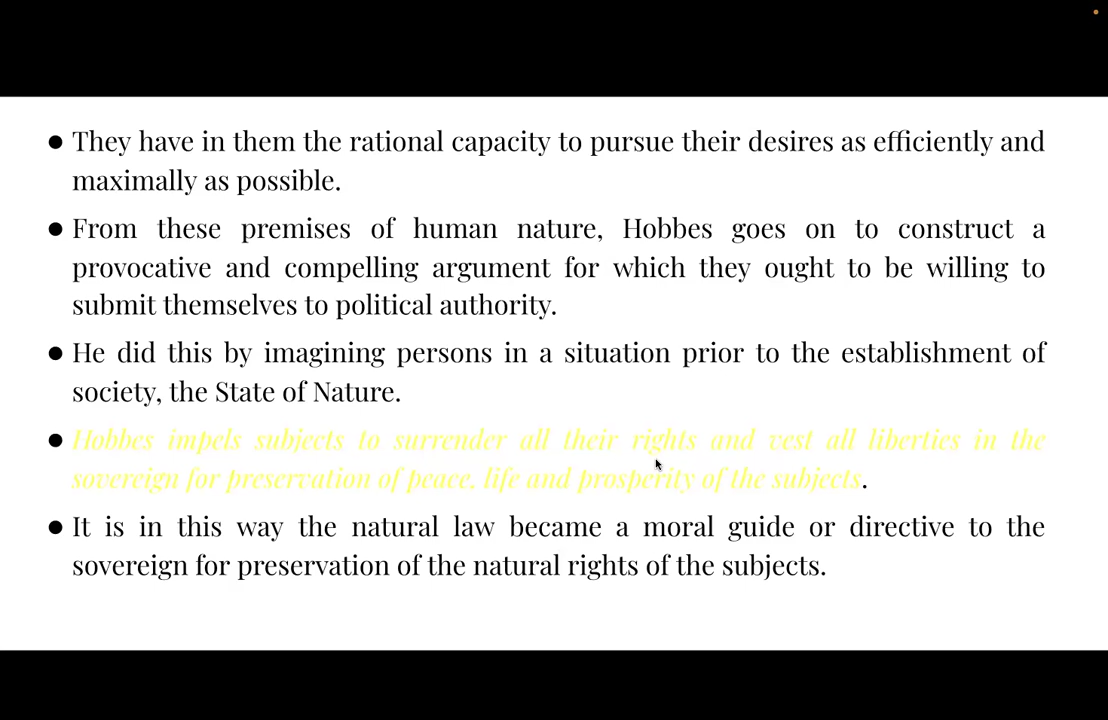 ● They have in them the rational capacity to pursue their desires as efficiently and
maximally as possible.
● From these premises of human nature, Hobbes goes on to construct a
provocative and compelling argument for which they ought to be willing to
submit themselves to political authority.
● He did this by imagining persons in a situation prior to the establishment of
society, the State of Nature.
● Hobbes impels subjects to surrender all their rights and vest all liberties in the
sovereign for preservation of peace, life and prosperity of the subjects.
● It is in this way the natural law became a moral guide or directive to the
sovereign for preservation of the natural rights of the subjects.